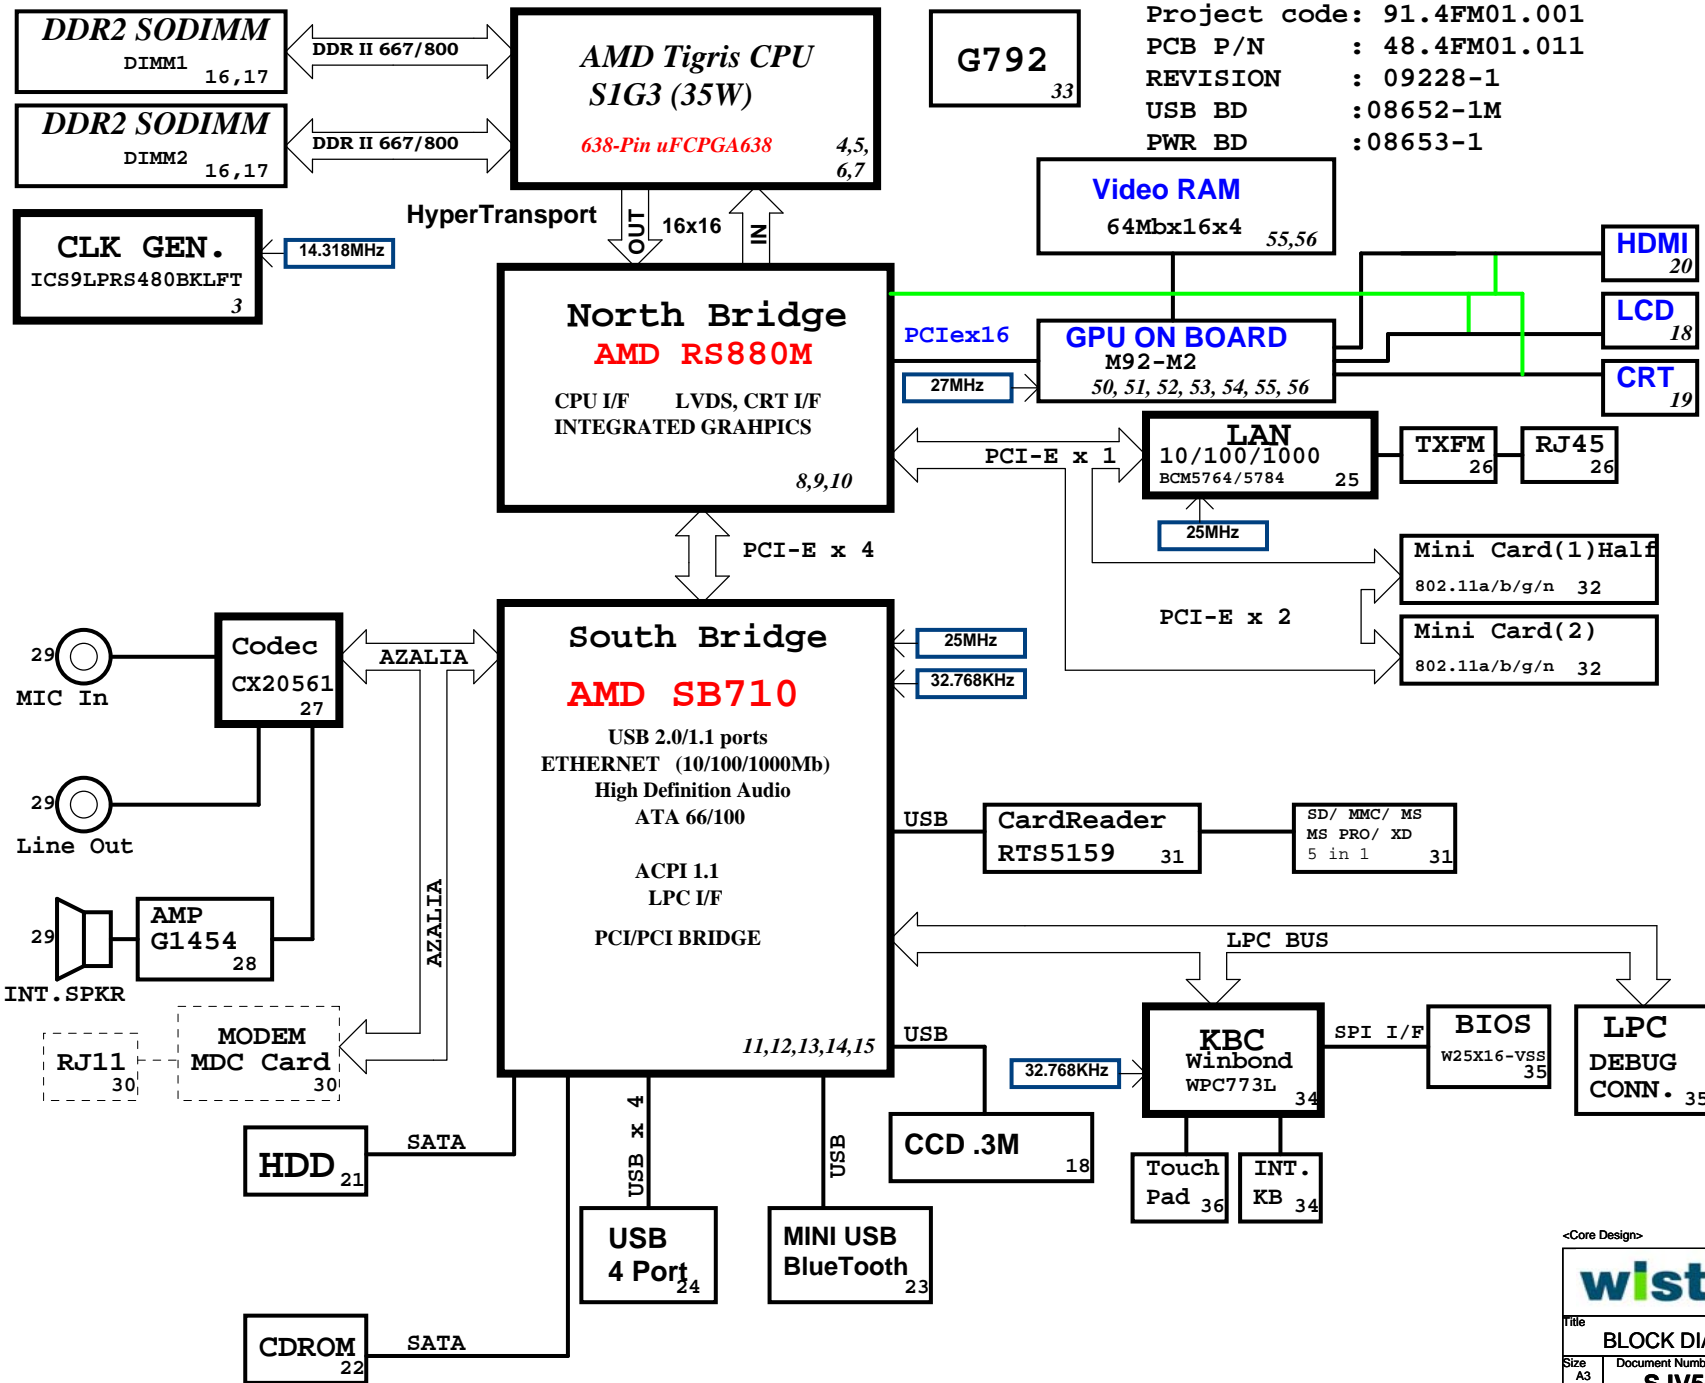 DDR2 SODIMM
DIMM1
16,17
DDR II 667/800
DDR2 SODIMM
DIMM2
16,17
DDR II 667/800
AMD Tigris CPU
S1G3 (35W)
638-Pin uFCPGA638
4,5,
6,7
G792
33
Project code: 91.4FM01.001
PCB P/N : 48.4FM01.011
REVISION : 09228-1
USB BD :08652-1M
PWR BD :08653-1
CLK GEN.
ICS9LPRS480BKLFT
3
14.318MHz
HyperTransport
OUT
16x16
IN
Video RAM
64Mbx16x4
55,56
HDMI
20
LCD
18
CRT
19
North Bridge
AMD RS880M
CPU I/F LVDS, CRT I/F
INTEGRATED GRAHPICS
8,9,10
PCIex16
27MHz
GPU ON BOARD
M92-M2
50, 51, 52, 53, 54, 55, 56
PCI-E x 1
LAN
10/100/1000
BCM5764/5784
25
TXFM
26
RJ45
26
25MHz
PCI-E x 4
PCI-E x 2
Mini Card(1)Half
802.11a/b/g/n 32
Mini Card(2)
802.11a/b/g/n 32
29
MIC In
Codec
CX20561
27
AZALIA
South Bridge
AMD SB710
USB 2.0/1.1 ports
ETHERNET (10/100/1000Mb)
High Definition Audio
ATA 66/100
ACPI 1.1
LPC I/F
PCI/PCI BRIDGE
11,12,13,14,15
25MHz
32.768KHz
29
Line Out
USB
CardReader
RTS5159
31
SD/ MMC/ MS
MS PRO/ XD
5 in 1
31
29
INT.SPKR
AMP
G1454
28
AZALIA
LPC BUS
RJ11
30
MODEM
MDC Card
30
USB
CCD .3M
18
32.768KHz
KBC
Winbond
WPC773L
34
SPI I/F
BIOS
W25X16-VSS
35
LPC
DEBUG
CONN.
35
Touch
Pad
36
INT.
KB
34
HDD
21
SATA
USB x 4
USB
4 Port
24
USB
MINI USB
BlueTooth
23
CDROM
22
SATA
<Core Design>
wist
Title
BLOCK DIA
Size
A3
Document Numb
SJV5